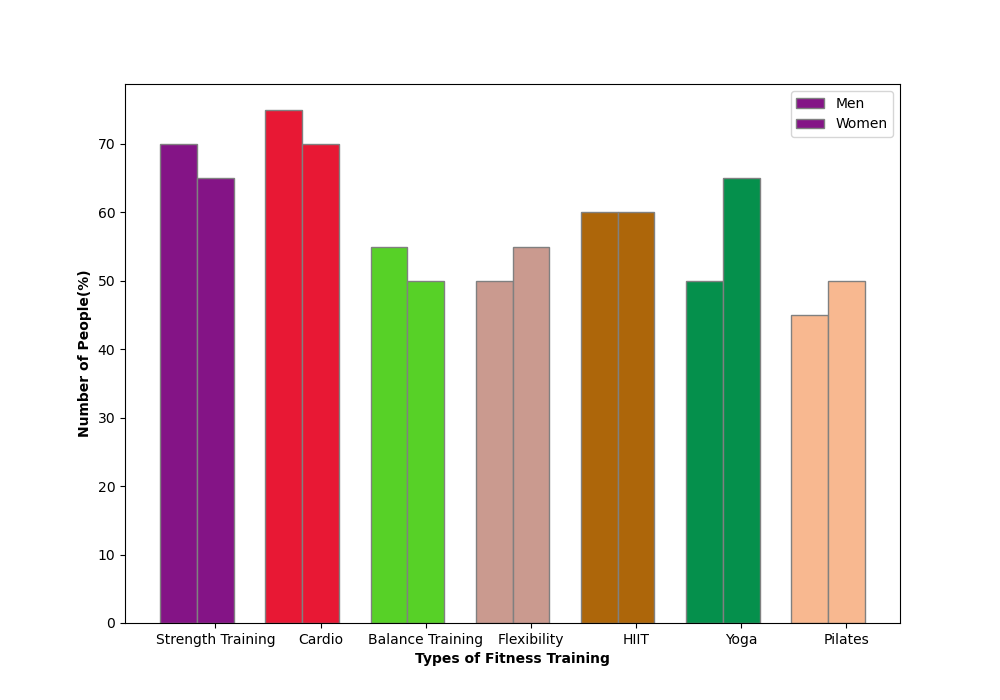 Men
Women
70
60
50
40
30
20
10
0
Number of People(%)
Strength Training Cardio Balance Training Flexibility HIIT Yoga Pilates
Types of Fitness Training